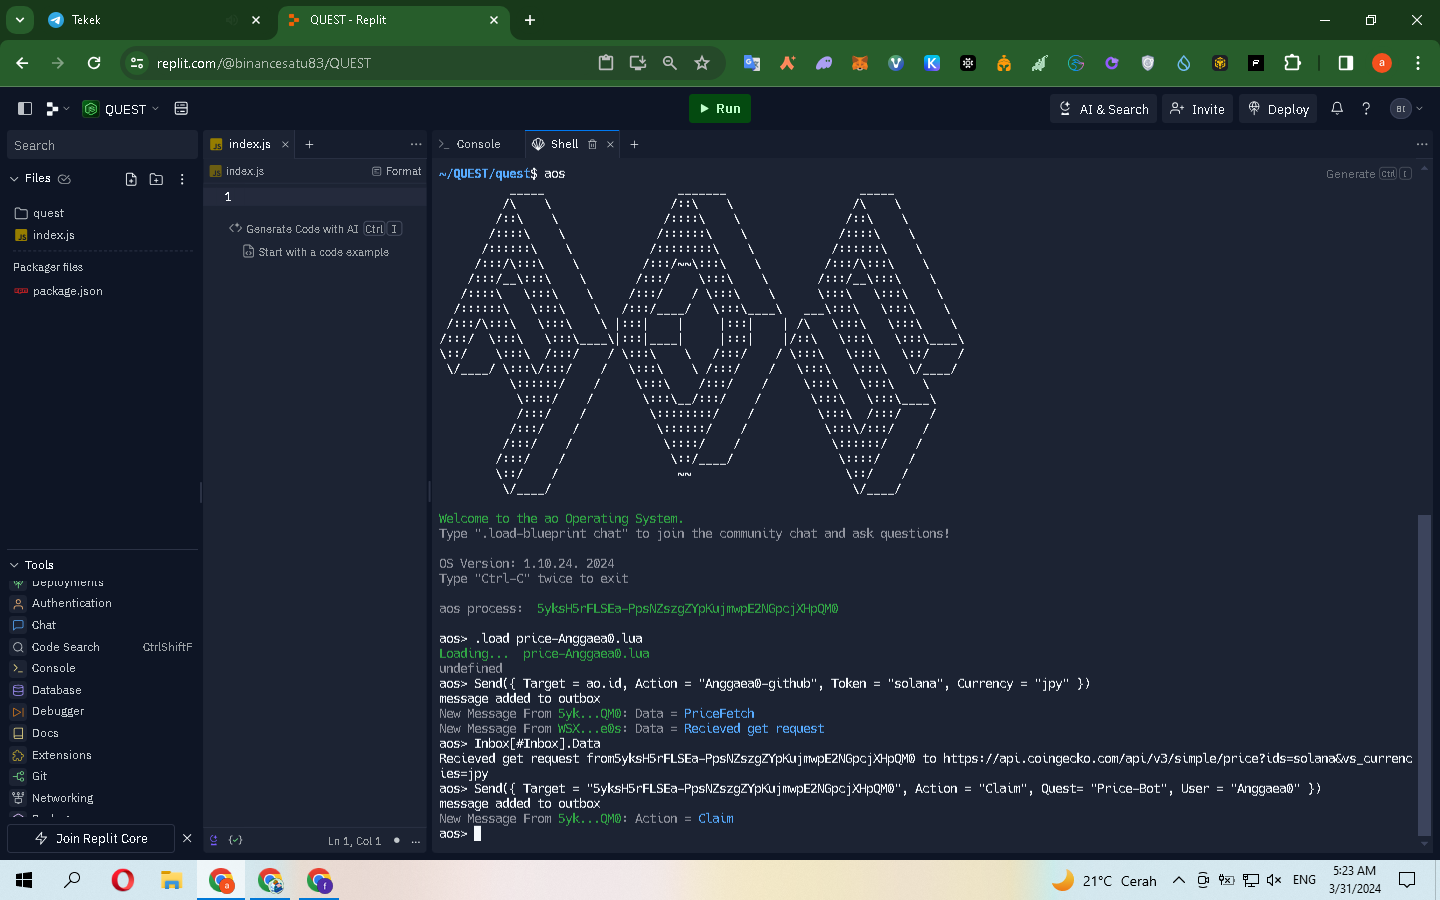 Tekek
QUEST - Replit
replit.com/@binancesatu83/QUEST
QUEST
Run
AI & Search
Invite
Deploy
BI
Search
index.js
Console
Shell
Files
index.js
Format
~/QUEST/quest$ aos
Generate Ctrl I
1
quest
Generate Code with AI Ctrl I
index.js
Start with a code example
Packager files
package.json
Welcome to the ao Operating System.
Type ".load-blueprint chat" to join the community chat and ask questions!
OS Version: 1.10.24. 2024
Type "Ctrl-C" twice to exit
aos process:  5yksH5rFLSEa-PpsNZszgZYpKujmwpE2NGpcjXHpQM0
aos> .load price-Anggaea0.lua
Loading...  price-Anggaea0.lua
undefined
aos> Send({ Target = ao.id, Action = "Anggaea0-github", Token = "solana", Currency = "jpy" })
message added to outbox
New Message From 5yk...QM0: Data = PriceFetch
New Message From WSX...e0s: Data = Recieved get request
aos> Inbox[#Inbox].Data
Recieved get request from5yksH5rFLSEa-PpsNZszgZYpKujmwpE2NGpcjXHpQM0 to https://api.coingecko.com/api/v3/simple/price?ids=solana&vs_currenc
ies=jpy
aos> Send({ Target = "5yksH5rFLSEa-PpsNZszgZYpKujmwpE2NGpcjXHpQM0", Action = "Claim", Quest= "Price-Bot", User = "Anggaea0" })
message added to outbox
New Message From 5yk...QM0: Action = Claim
aos>
Tools
Deployments
Authentication
Chat
Code Search CtrlShiftF
Console
Database
Debugger
Docs
Extensions
Git
Networking
Join Replit Core
Ln 1, Col 1
21°C Cerah
ENG
5:23 AM
3/31/2024